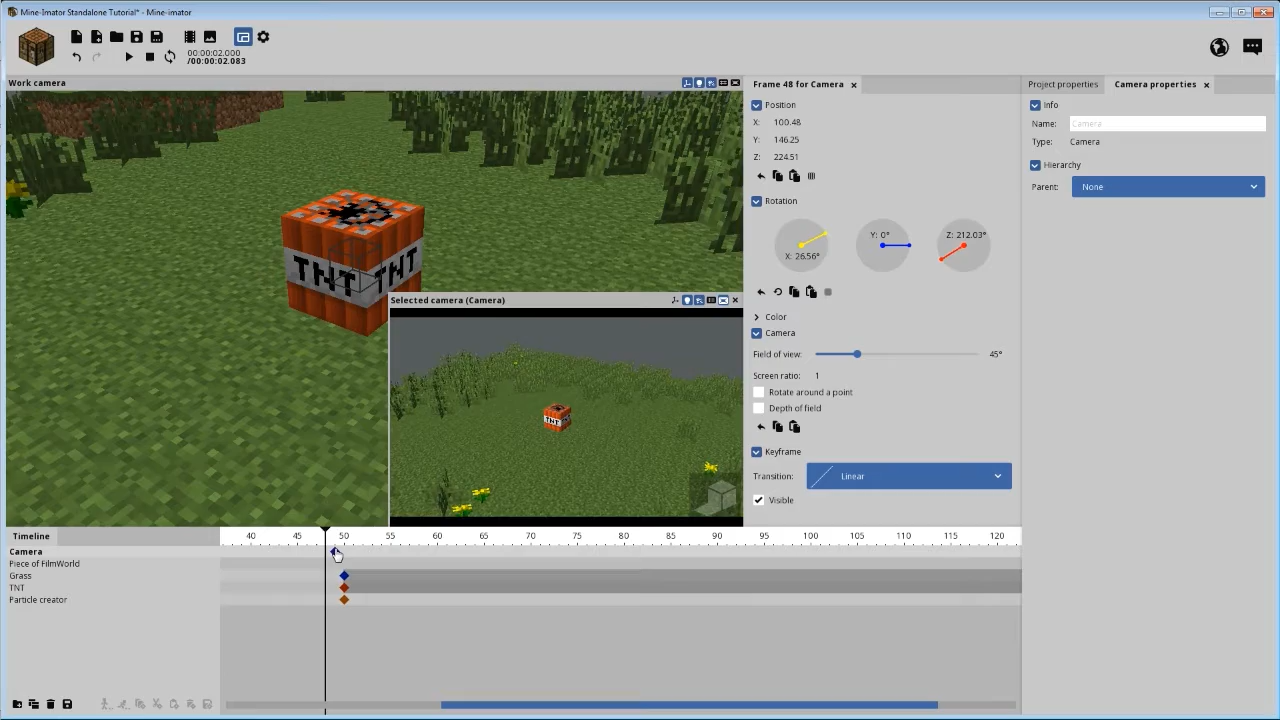 Mine-Imator Standalone Tutorial* - Mine-imator
00:00:02.000
/00:00:02.083
Work camera
Frame 48 for Camera
Project properties
Camera properties
Position
X: 100.48
Y: 146.25
Z: 224.51
Rotation
X: 26.56°
Y: 0°
Z: 212.03°
Color
Camera
Field of view: 45°
Screen ratio: 1
Rotate around a point
Depth of field
Keyframe
Transition: Linear
Visible
Info
Name: Camera
Type: Camera
Hierarchy
Parent: None
TNT TNT
Selected camera (Camera)
TNT
Timeline
40 45 50 55 60 65 70 75 80 85 90 95 100 105 110 115 120
Camera
Piece of FilmWorld
Grass
TNT
Particle creator